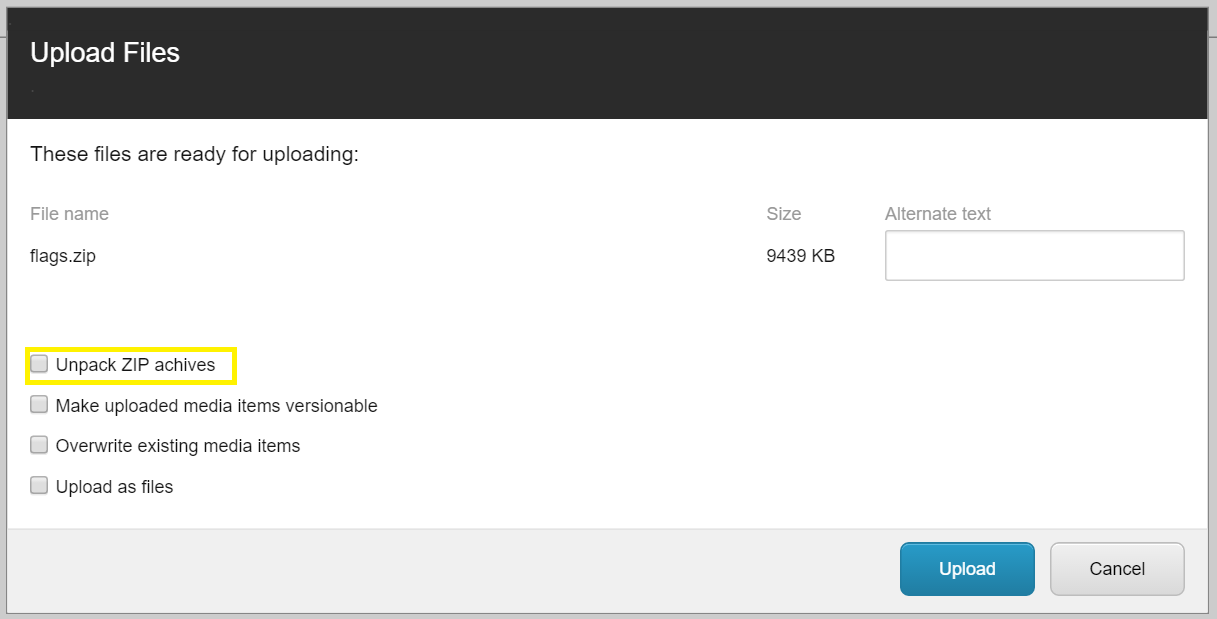 Upload Files
These files are ready for uploading:
File name Size Alternate text
flags.zip 9439 KB
Unpack ZIP achives
Make uploaded media items versionable
Overwrite existing media items
Upload as files
Upload Cancel